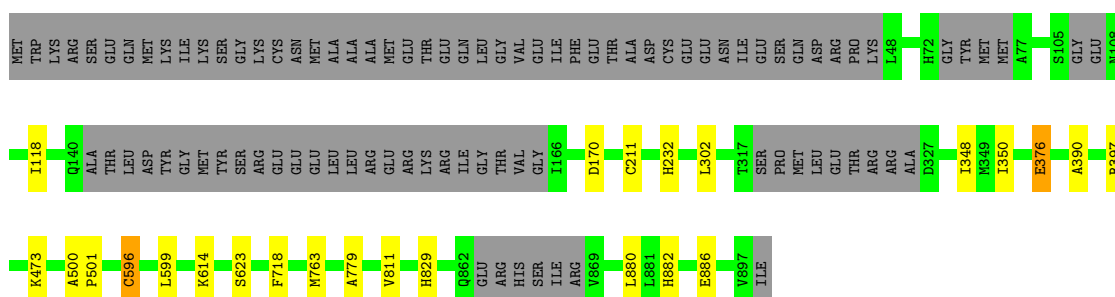 MET TRP LYS ARG SER GLU GLN MET LYS ILE LYS SER GLY LYS CYS ASN MET ALA ALA ALA MET GLU THR GLU GLN LEU GLY VAL GLU ILE PHE GLU THR ALA ASP CYS GLU GLU ASN ILE GLU SER GLN ASP ARG PRO LYS L48 H72 GLY TYR MET MET A77 S105 GLY GLU N108
I118 Q140 ALA THR LEU ASP TYR GLY MET TYR SER ARG GLU GLU GLU LEU LEU ARG GLU ARG LYS ARG ILE GLY THR VAL GLY I166 D170 C211 H232 L302 T317 SER PRO MET LEU GLU THR ARG ARG ALA D327 I348 M349 I350 E376 A390
K473 A500 P501 C596 L599 K614 S623 F718 M763 A779 V811 H829 Q862 GLU ARG HIS SER ILE ARG V869 L880 L881 H882 E886 V897 ILE